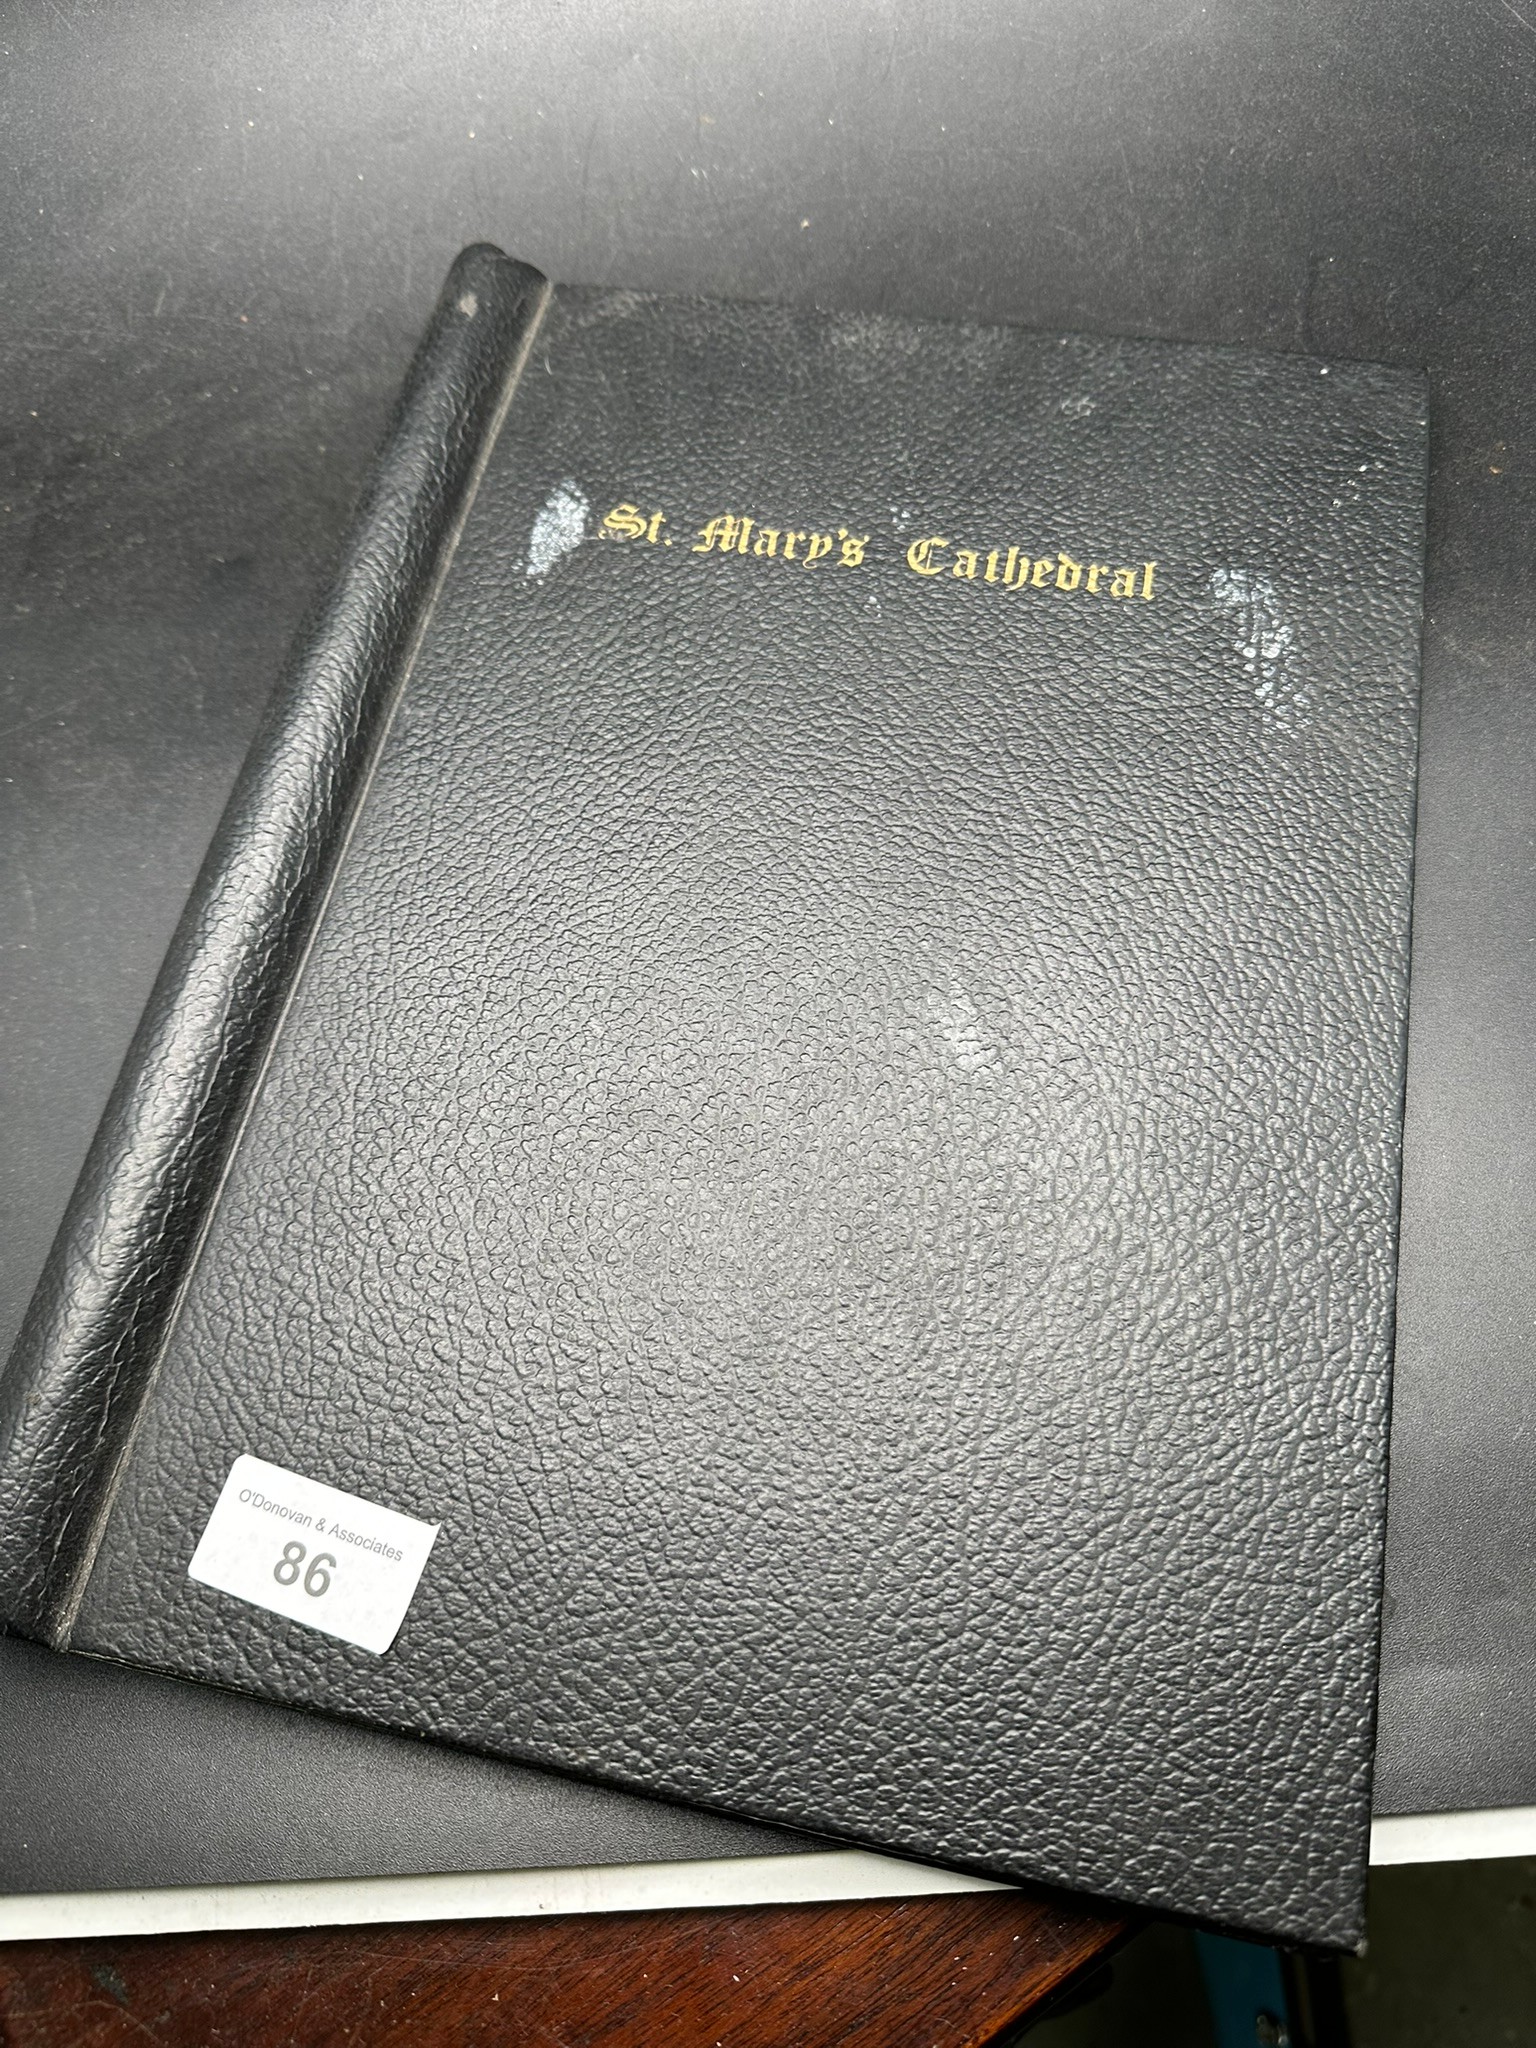 St. Mary's Cathedral
O'Donovan & Associates
86